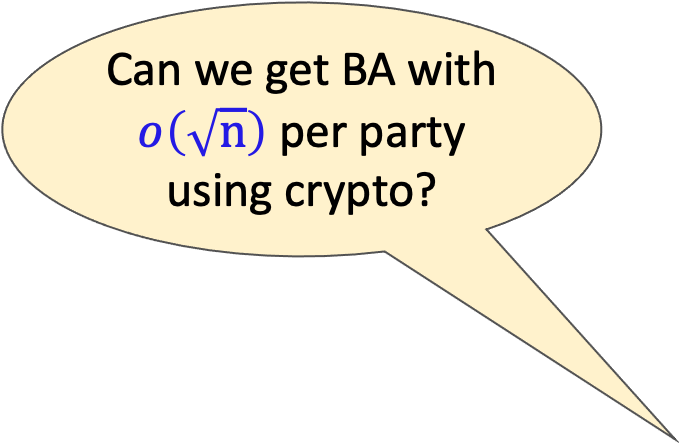 Can we get BA with
o(√n) per party
using crypto?